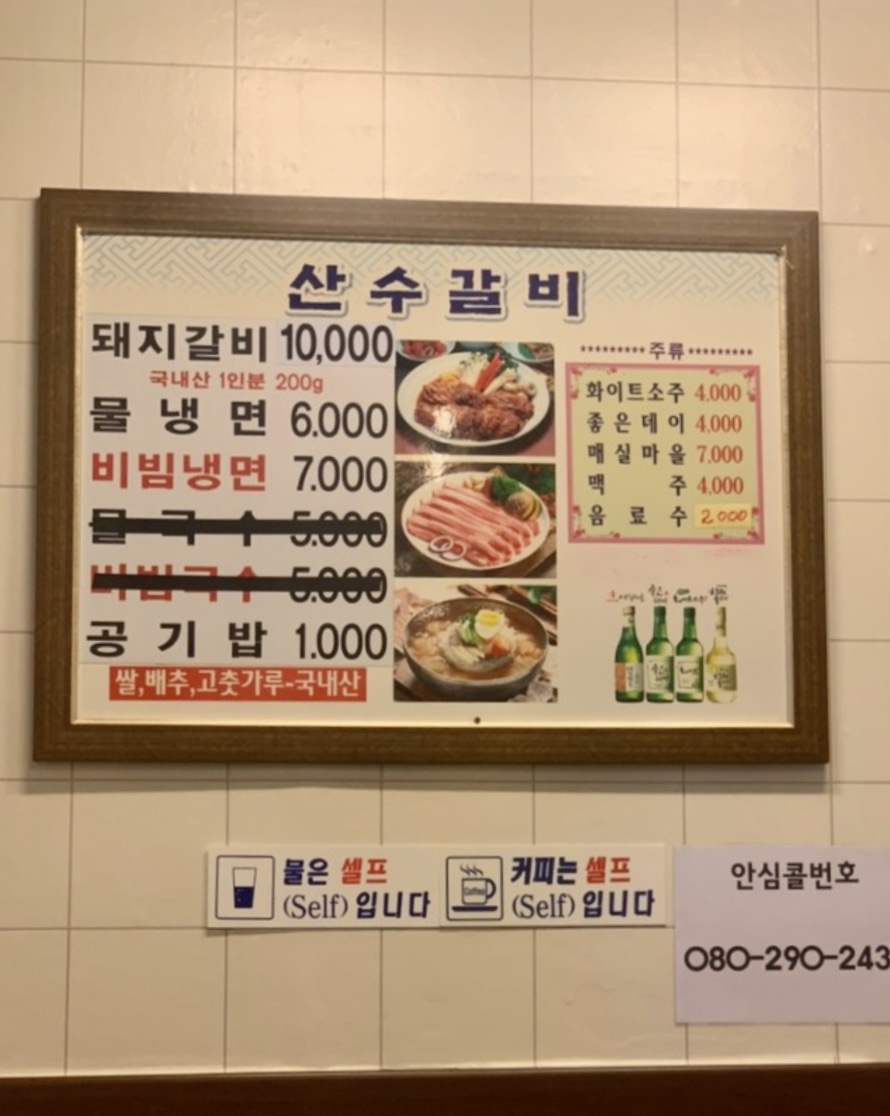 산수갈비
돼지갈비 10,000
국내산 1인분 200g
물냉면 6.000
비빔냉면 7.000
물국수 5.000
비빔국수 5.000
공기밥 1.000
쌀,배추,고춧가루-국내산
*********주류*********
화이트소주 4.000
좋은데이 4.000
매실마을 7.000
맥주 4.000
음료수 2000
물은 셀프
(Self)입니다
커피는 셀프
(Self)입니다
Coffee
안심콜번호
080-290-243